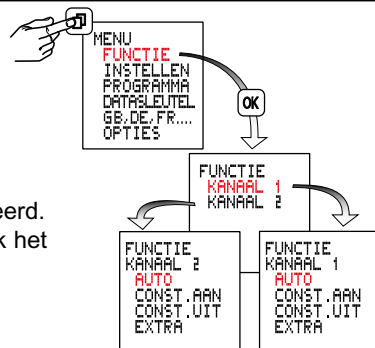 MENU
FUNCTIE
INSTELLEN
PROGRAMMA
DATASLEUTEL
GB,DE,FR....
OPTIES
OK
FUNCTIE
KANAAL 1
KANAAL 2
eerd.
k het
FUNCTIE
KANAAL 2
AUTO
CONST.AAN
CONST.UIT
EXTRA
FUNCTIE
KANAAL 1
AUTO
CONST.AAN
CONST.UIT
EXTRA